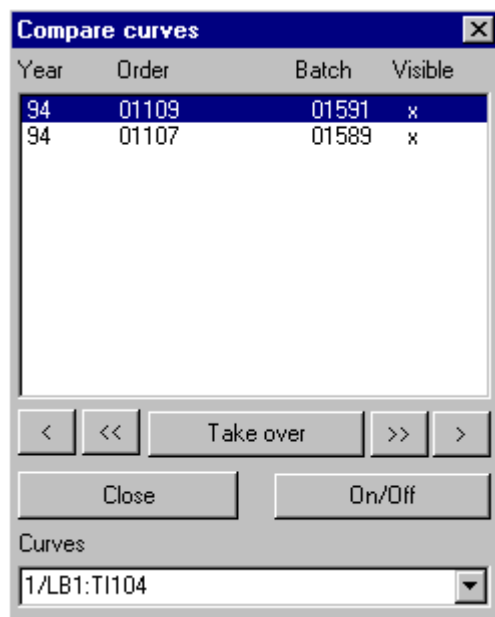 Compare curves
Year Order Batch Visible
94 01109 01591 x
94 01107 01589 x
< << Take over >> >
Close On/Off
Curves
1/LB1:TI104